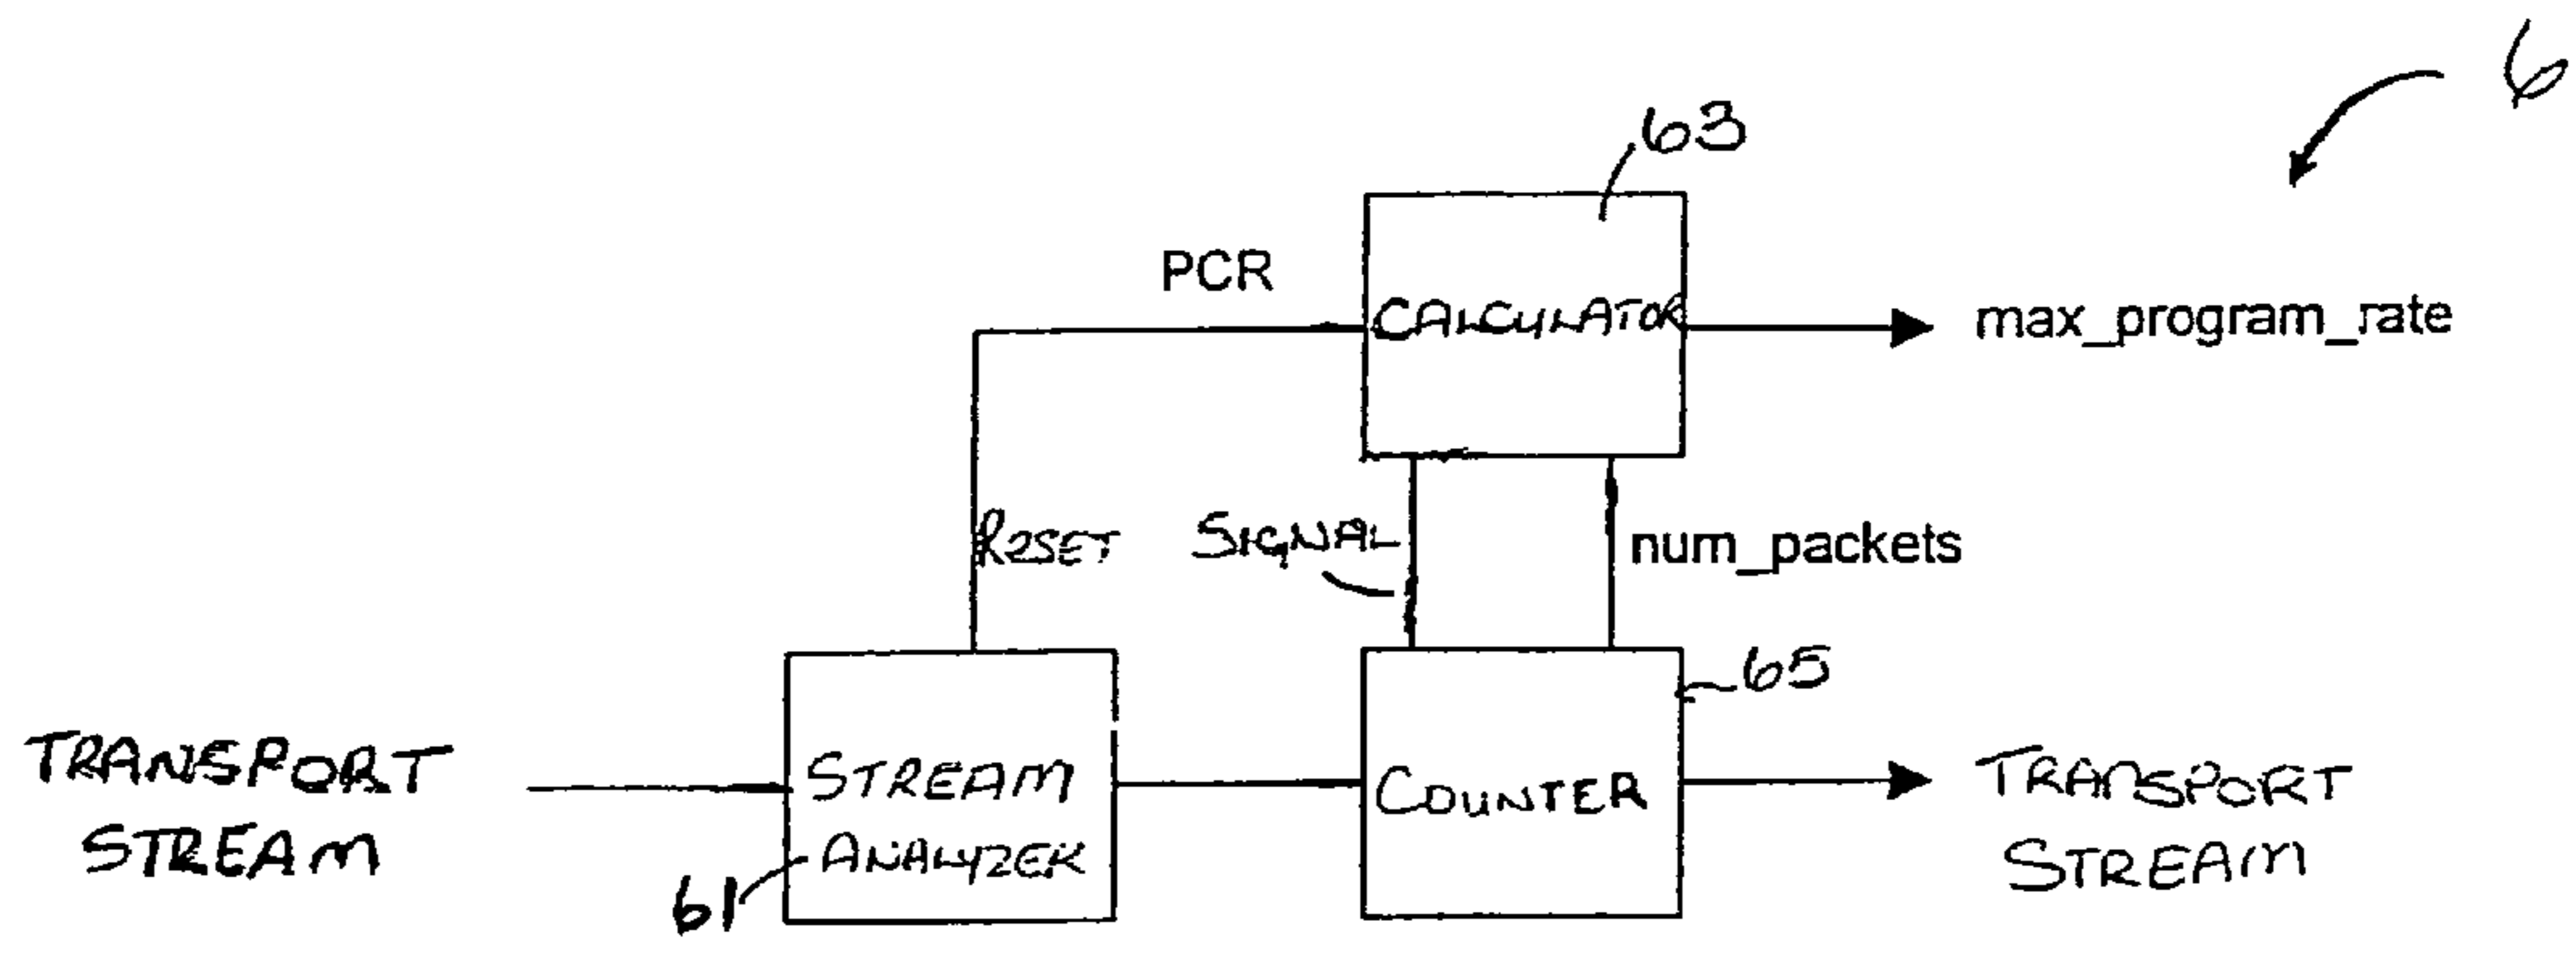 6
63
PCR
CALCULATOR
max_program_rate
RESET
SIGNAL
num_packets
65
TRANSPORT
STREAM
STREAM
ANALYZER
61
COUNTER
TRANSPORT
STREAM